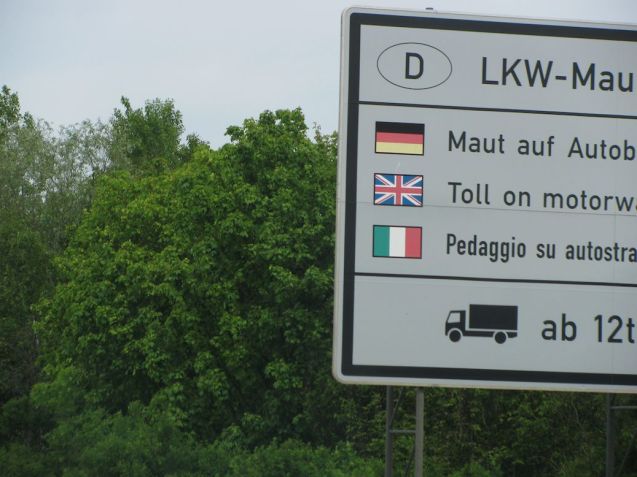 D LKW-Mau
Maut auf Autob
Toll on motorwa
Pedaggio su autostra
ab 12t